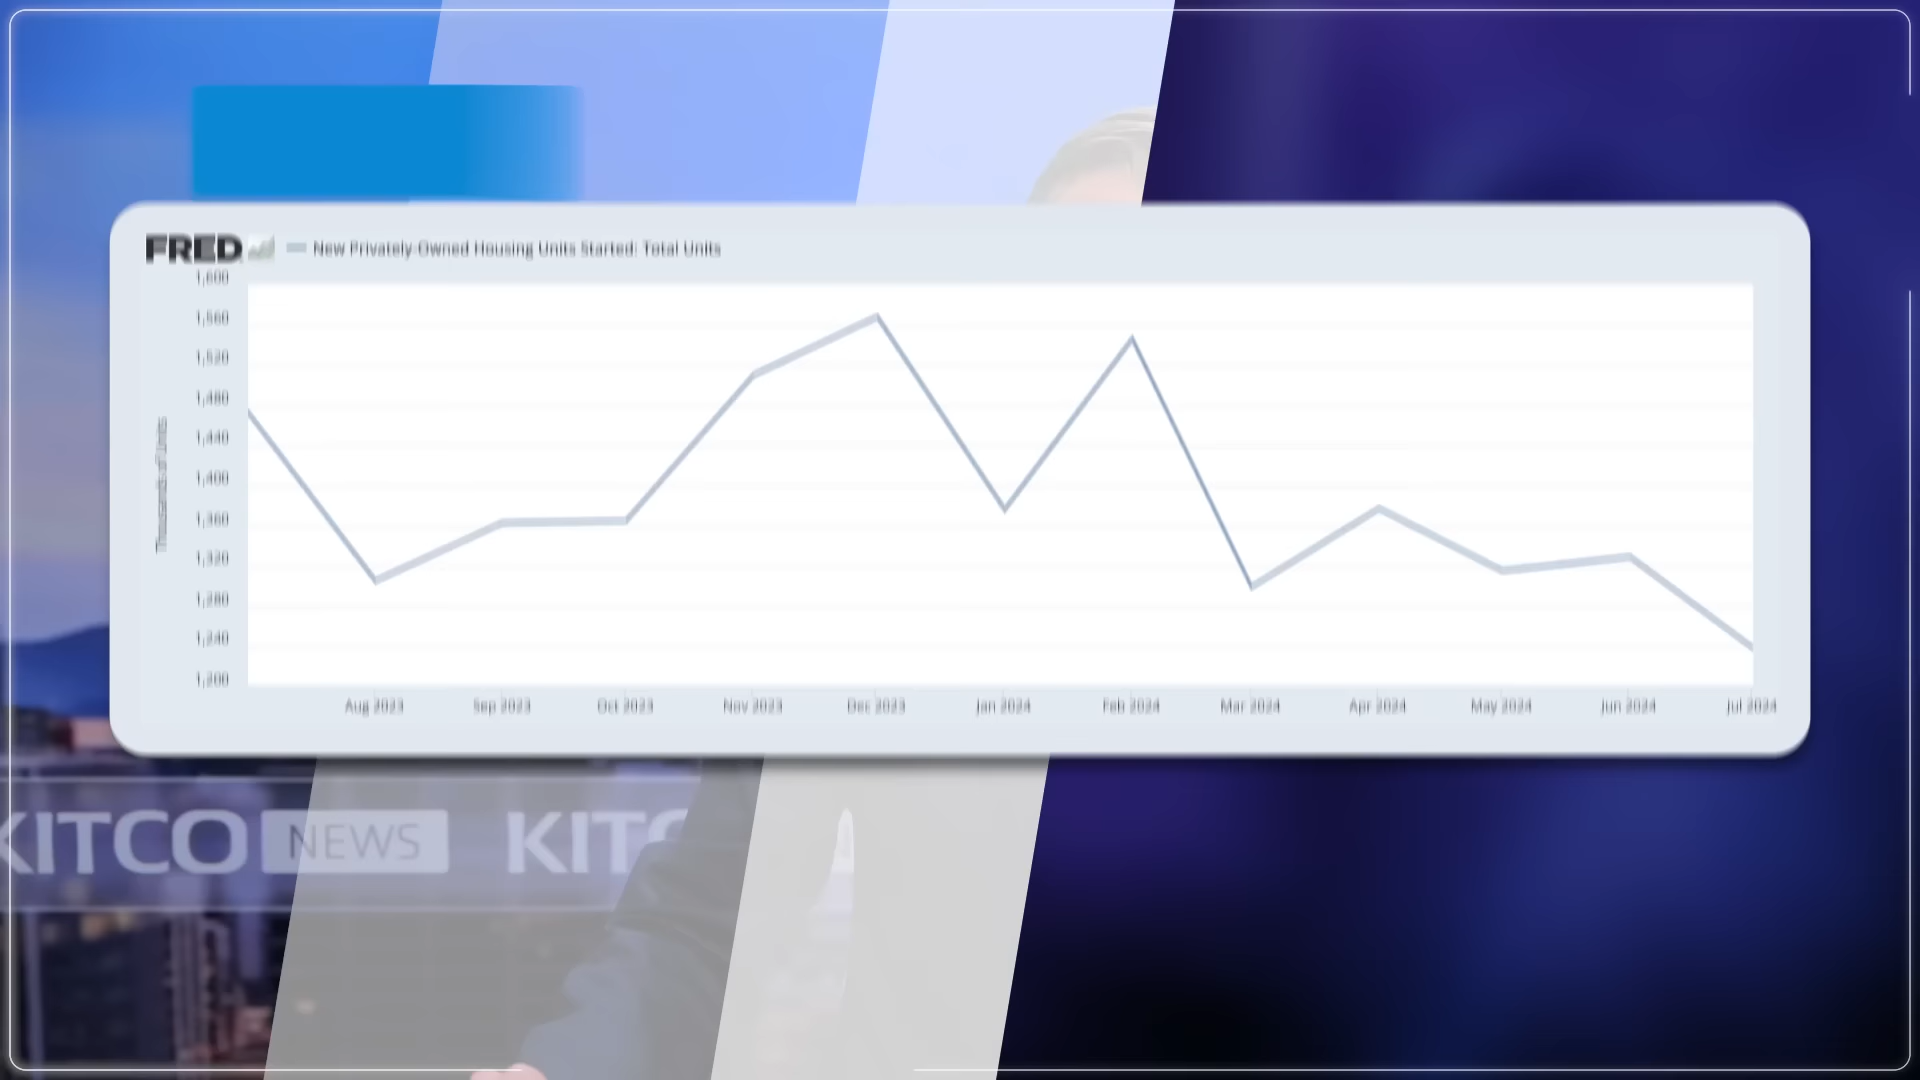 FRED
New Privately-Owned Housing Units Started: Total Units
Thousands of Units
1,600
1,560
1,520
1,480
1,440
1,400
1,360
1,320
1,280
1,240
1,200
Aug 2023 Sep 2023 Oct 2023 Nov 2023 Dec 2023 Jan 2024 Feb 2024 Mar 2024 Apr 2024 May 2024 Jun 2024 Jul 2024
KITCO NEWS KITC